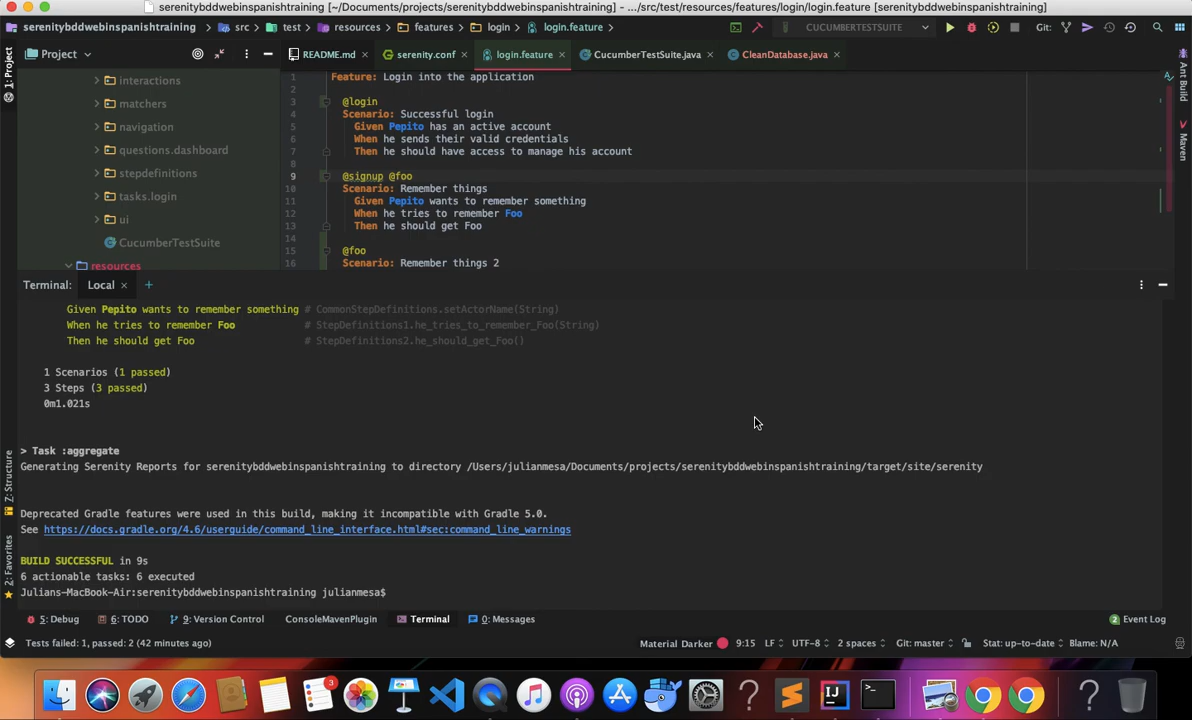 serenitybddwebinspanishtraining [~/Documents/projects/serenitybddwebinspanishtraining] - .../src/test/resources/features/login/login.feature [serenitybddwebinspanishtraining]
serenitybddwebinspanishtraining src test resources features login login.feature CUCUMBERTESTSUITE Git:
Project README.md serenity.conf login.feature CucumberTestSuite.java CleanDatabase.java
1: Project
Ant Build
Maven
interactions
matchers
navigation
questions.dashboard
stepdefinitions
tasks.login
ui
CucumberTestSuite
resources
1 Feature: Login into the application
2
3 @login
4 Scenario: Successful login
5 Given Pepito has an active account
6 When he sends their valid credentials
7 Then he should have access to manage his account
8
9 @signup @foo
10 Scenario: Remember things
11 Given Pepito wants to remember something
12 When he tries to remember Foo
13 Then he should get Foo
14
15 @foo
16 Scenario: Remember things 2
Terminal: Local +
Given Pepito wants to remember something # CommonStepDefinitions.setActorName(String)
When he tries to remember Foo # StepDefinitions1.he_tries_to_remember_Foo(String)
Then he should get Foo # StepDefinitions2.he_should_get_Foo()
1 Scenarios (1 passed)
3 Steps (3 passed)
0m1.021s
> Task :aggregate
Generating Serenity Reports for serenitybddwebinspanishtraining to directory /Users/julianmesa/Documents/projects/serenitybddwebinspanishtraining/target/site/serenity
Deprecated Gradle features were used in this build, making it incompatible with Gradle 5.0.
See https://docs.gradle.org/4.6/userguide/command_line_interface.html#sec:command_line_warnings
BUILD SUCCESSFUL in 9s
6 actionable tasks: 6 executed
Julians-MacBook-Air:serenitybddwebinspanishtraining julianmesa$
7: Structure
2: Favorites
5: Debug 6: TODO 9: Version Control ConsoleMavenPlugin Terminal 0: Messages 2 Event Log
Tests failed: 1, passed: 2 (42 minutes ago) Material Darker 9:15 LF UTF-8 2 spaces Git: master Stat: up-to-date Blame: N/A
3